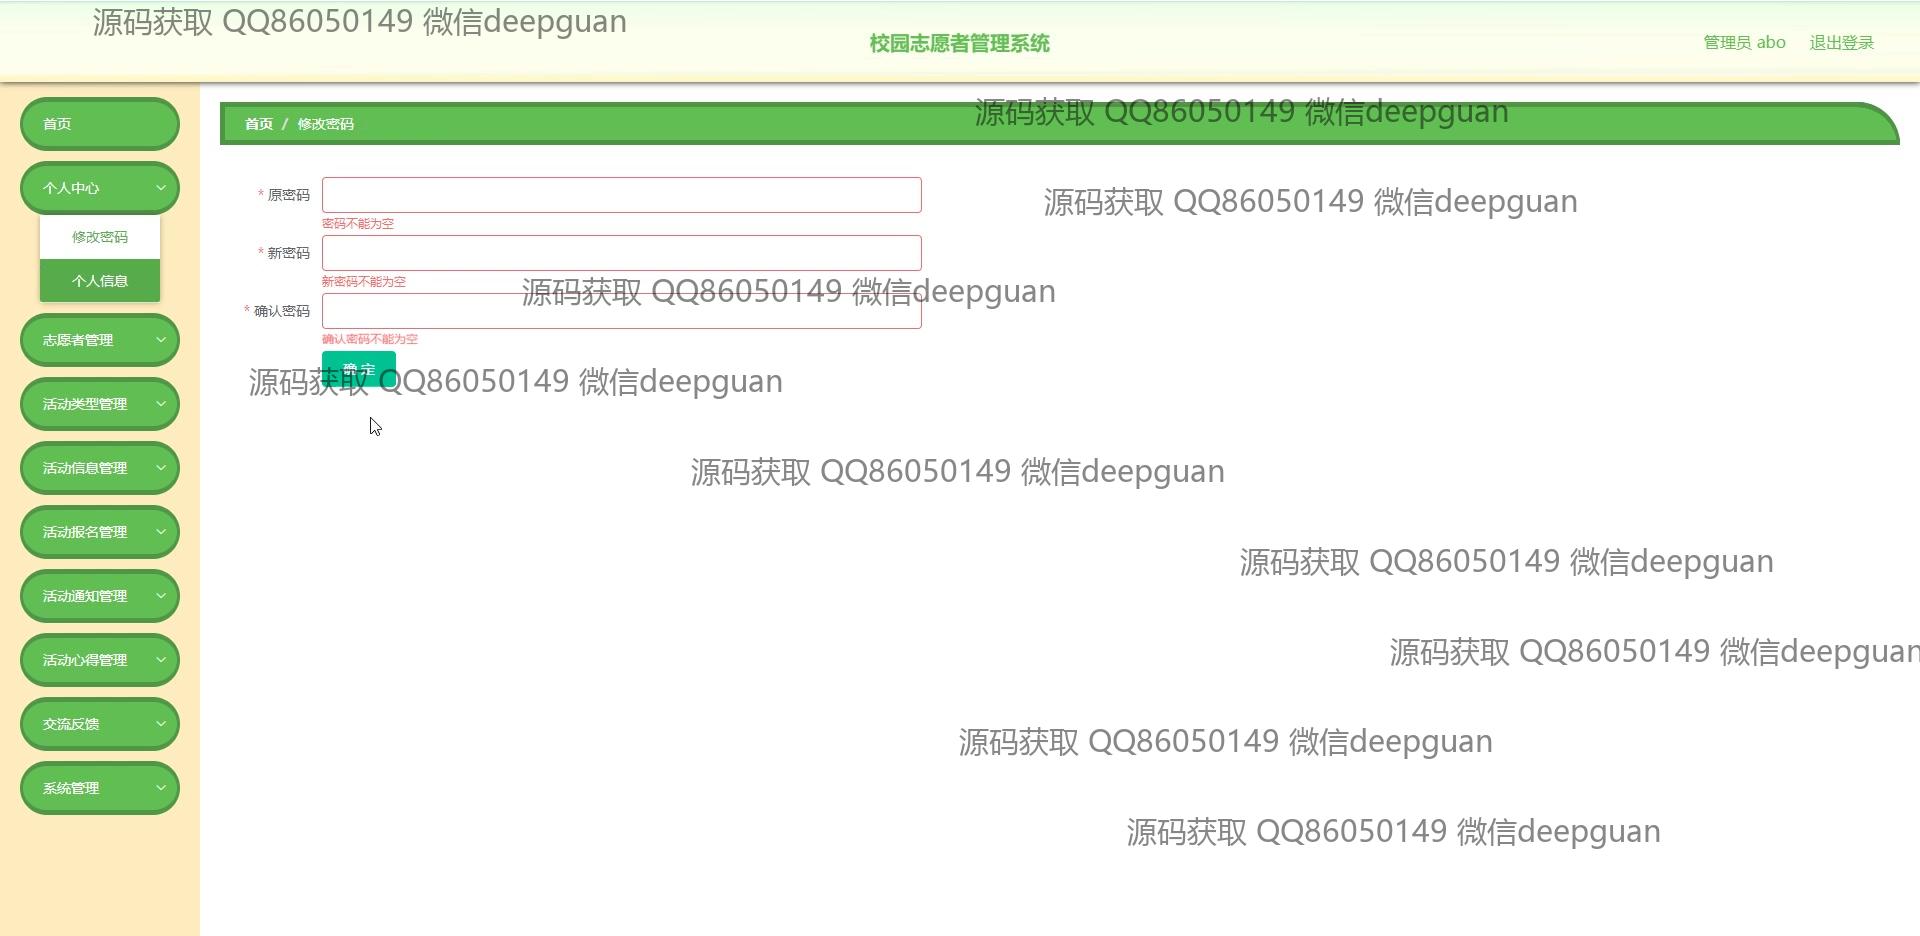 源码获取 QQ86050149 微信deepguan
校园志愿者管理系统
管理员 abo 退出登录
源码获取 QQ86050149 微信deepguan
首页
首页 / 修改密码
个人中心
* 原密码
源码获取 QQ86050149 微信deepguan
密码不能为空
修改密码
* 新密码
个人信息
新密码不能为空
源码获取 QQ86050149 微信deepguan
* 确认密码
志愿者管理
确认密码不能为空
确 定
源码获取 QQ86050149 微信deepguan
活动类型管理
活动信息管理
源码获取 QQ86050149 微信deepguan
活动报名管理
源码获取 QQ86050149 微信deepguan
活动通知管理
源码获取 QQ86050149 微信deepguan
活动心得管理
交流反馈
源码获取 QQ86050149 微信deepguan
系统管理
源码获取 QQ86050149 微信deepguan